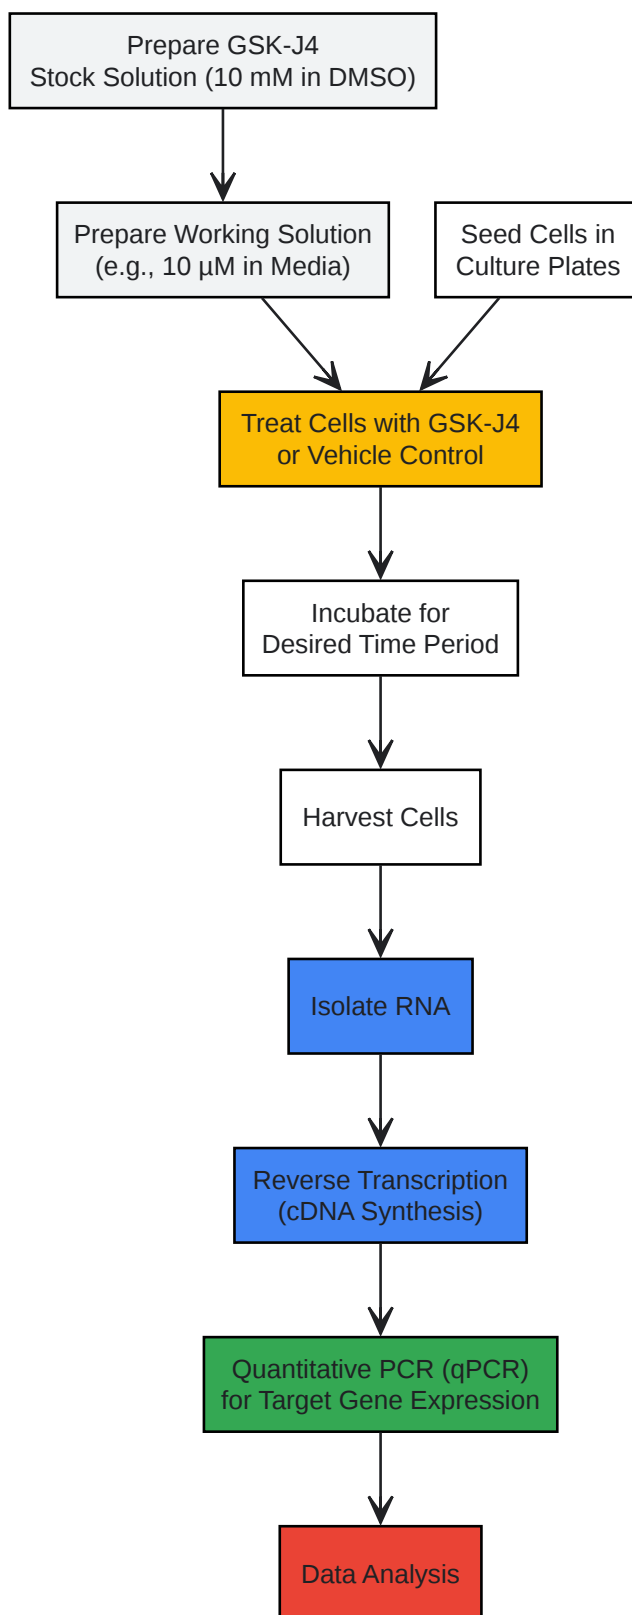 Prepare GSK-J4
Stock Solution (10 mM in DMSO)
Prepare Working Solution
(e.g., 10 µM in Media)
Seed Cells in
Culture Plates
Treat Cells with GSK-J4
or Vehicle Control
Incubate for
Desired Time Period
Harvest Cells
Isolate RNA
Reverse Transcription
(cDNA Synthesis)
Quantitative PCR (qPCR)
for Target Gene Expression
Data Analysis